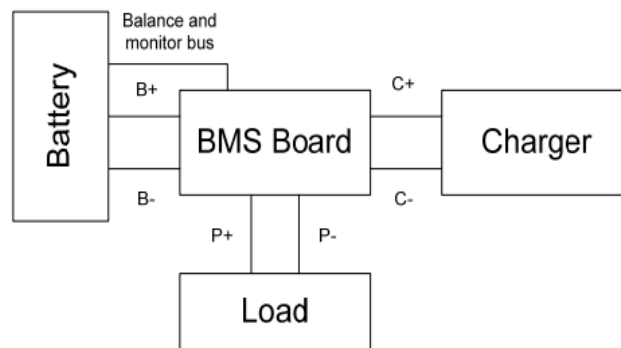 Balance and
monitor bus
B+
C+
Battery
BMS Board
Charger
B-
C-
P+
P-
Load